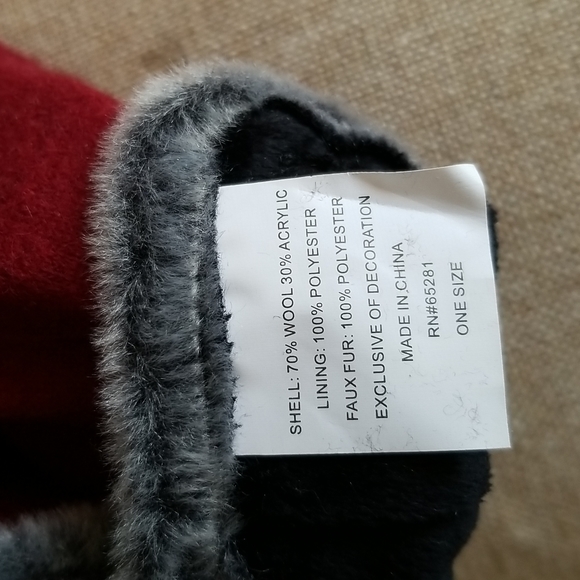 SHELL: 70% WOOL 30% ACRYLIC
LINING: 100% POLYESTER
FAUX FUR: 100% POLYESTER
EXCLUSIVE OF DECORATION
MADE IN CHINA
RN#65281
ONE SIZE